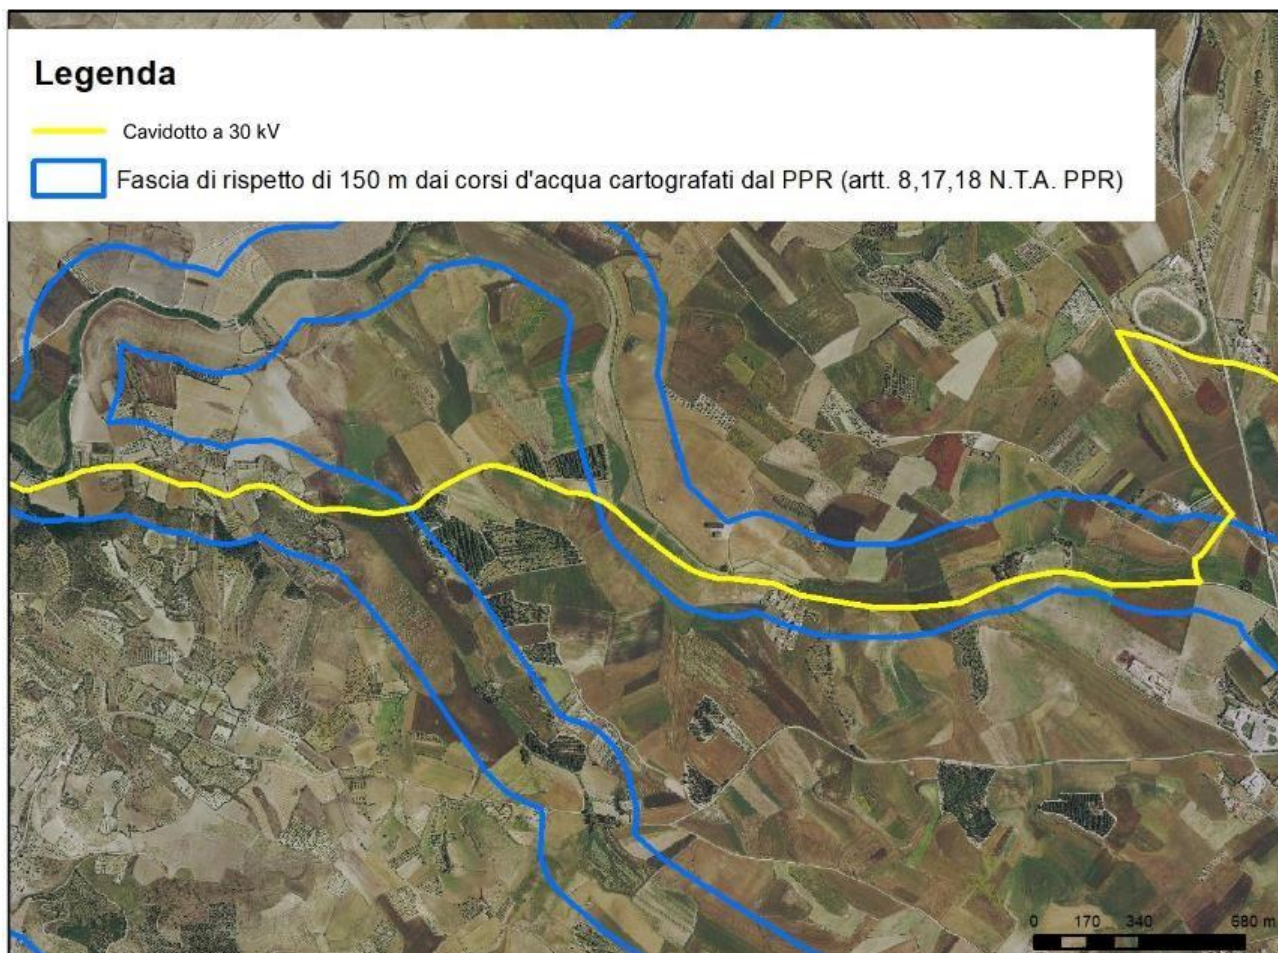 Legenda
Cavidotto a 30 kV
Fascia di rispetto di 150 m dai corsi d'acqua cartografati dal PPR (artt. 8,17,18 N.T.A. PPR)
0 170 340 680 m